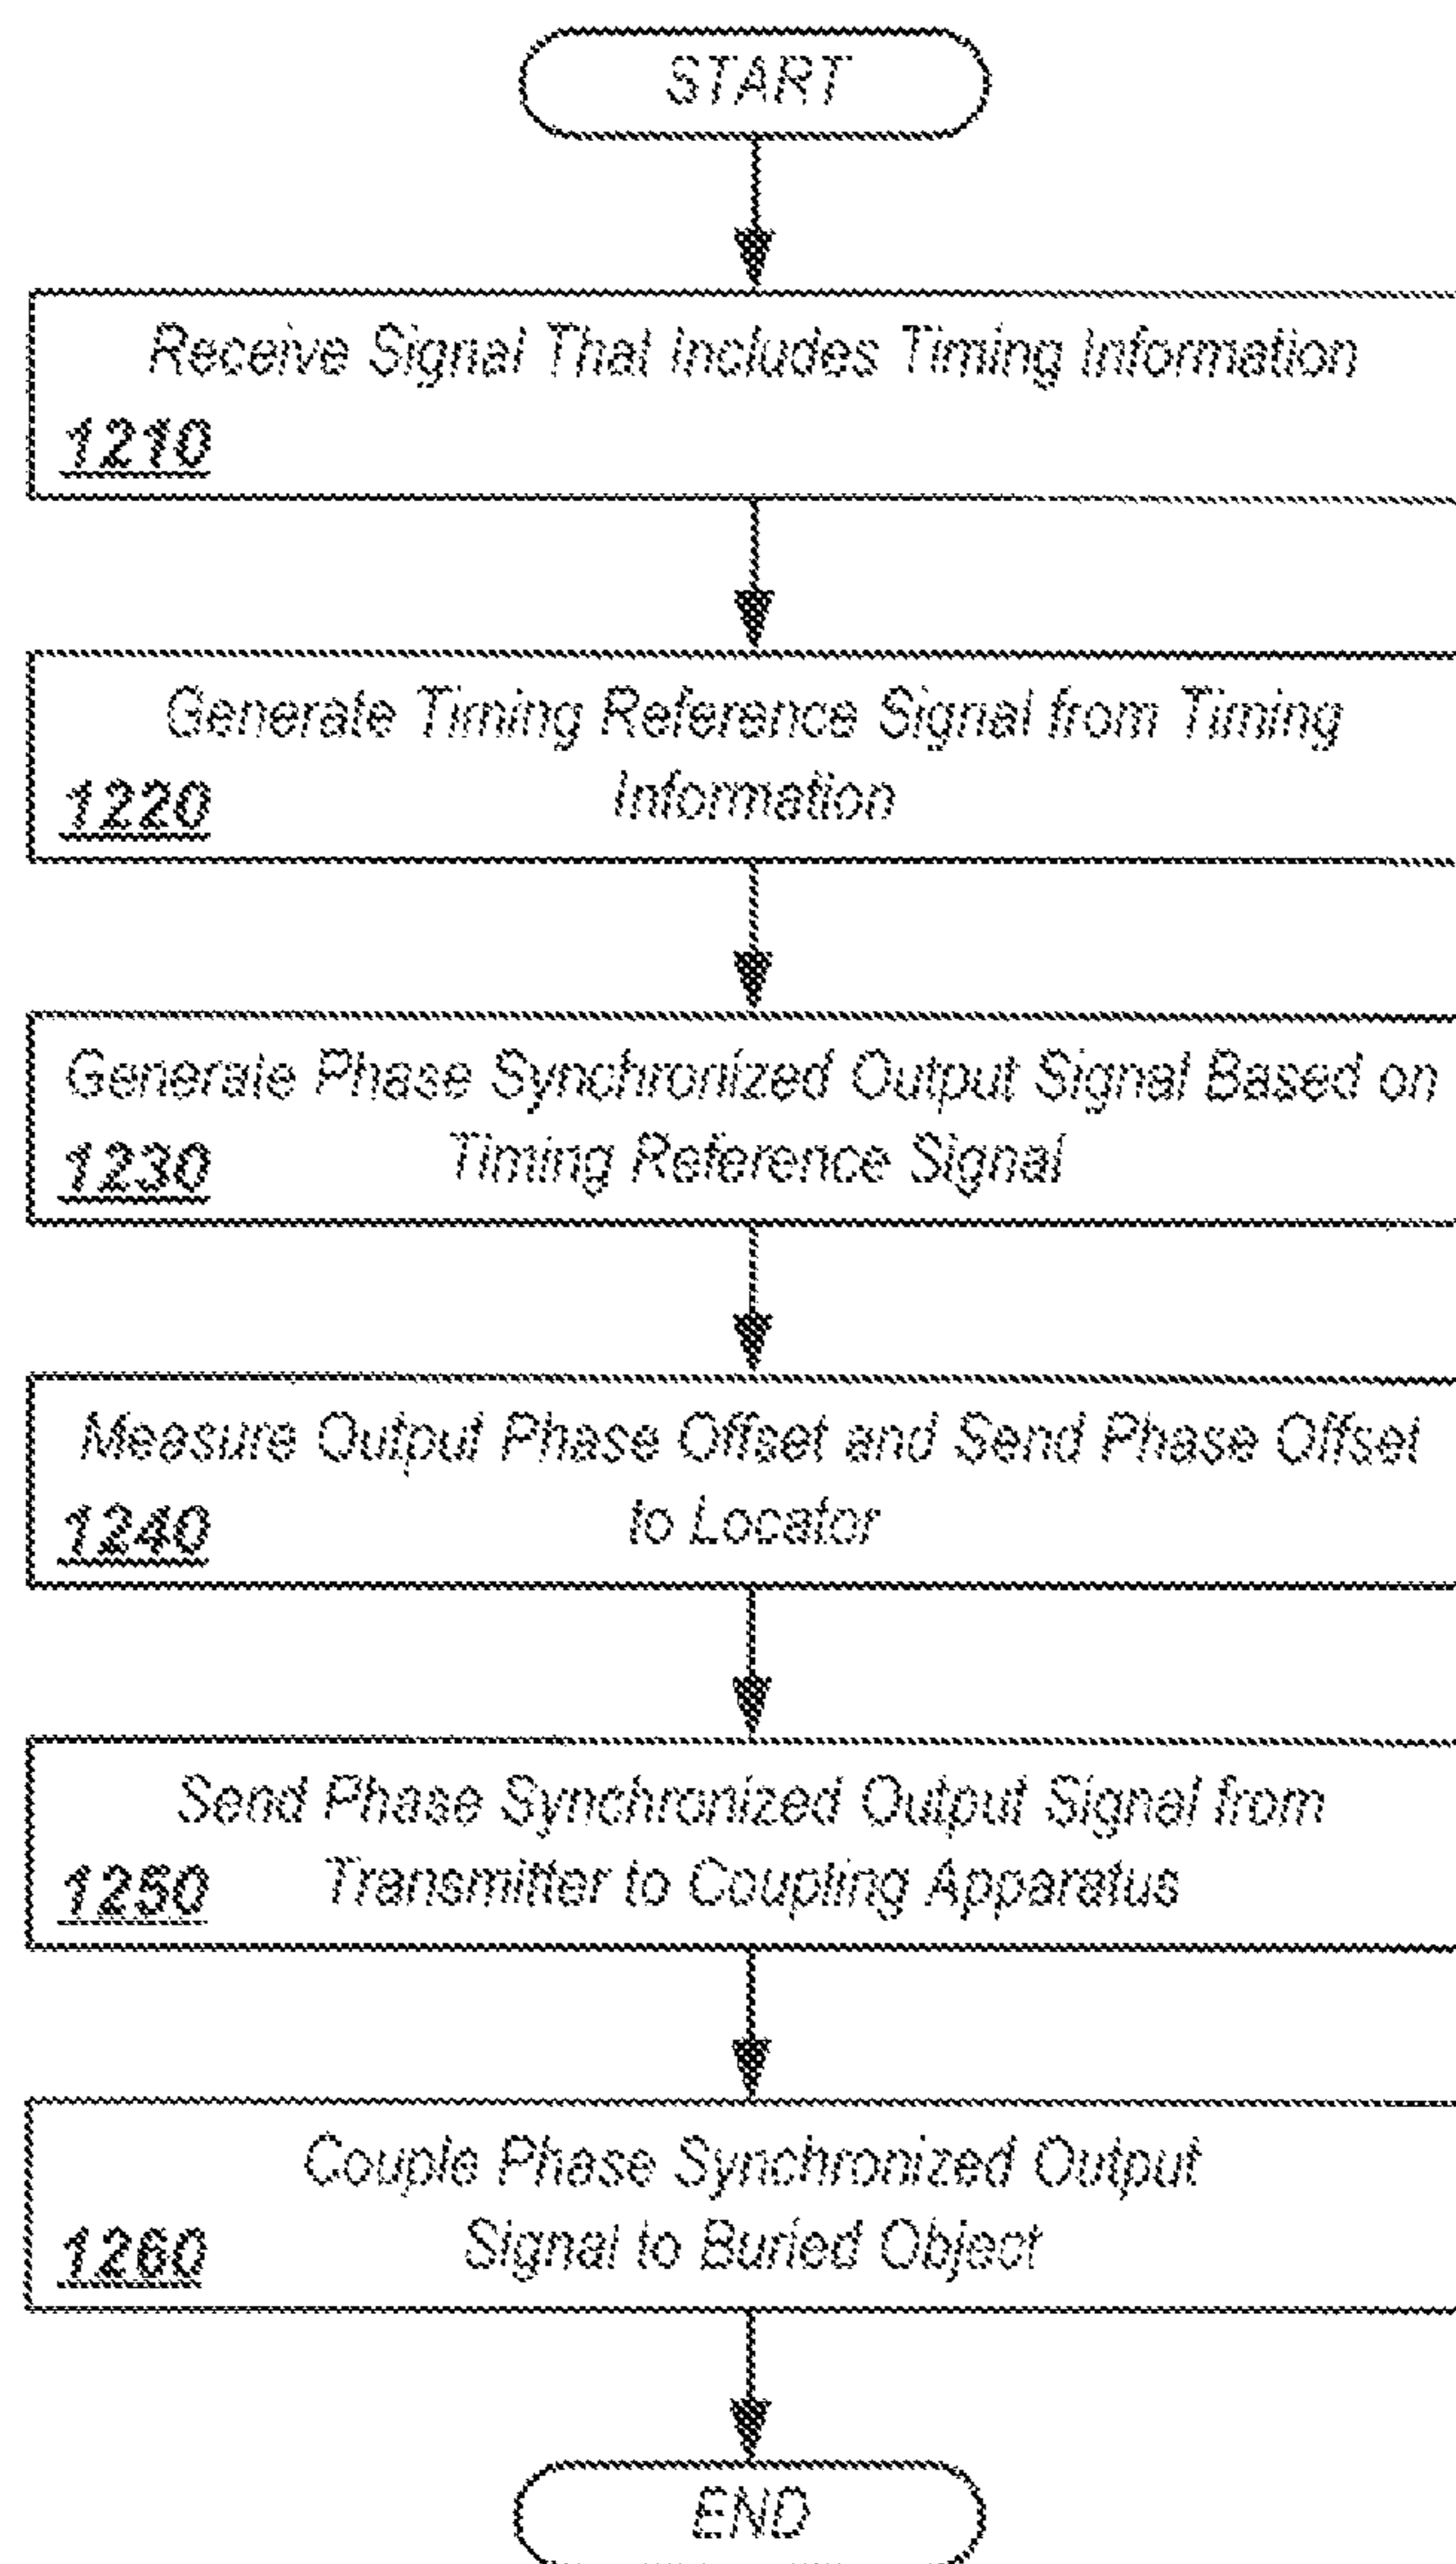 START
Receive Signal That Includes Timing Information
1210
Generate Timing Reference Signal from Timing
Information
1220
Generate Phase Synchronized Output Signal Based on
Timing Reference Signal
1230
Measure Output Phase Offset and Send Phase Offset
to Locator
1240
Send Phase Synchronized Output Signal from
Transmitter to Coupling Apparatus
1250
Couple Phase Synchronized Output
Signal to Buried Object
1260
END